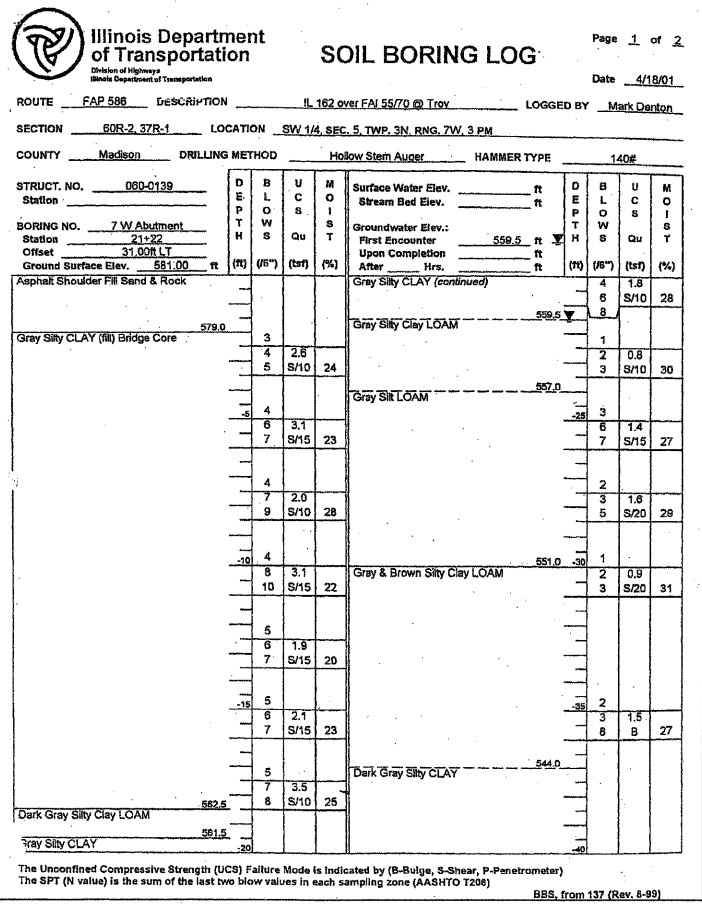 Illinois Department
of Transportation
Division of Highways
Illinois Department of Transportation
SOIL BORING LOG
Page 1 of 2
Date 4/18/01
ROUTE FAP 586 DESCRIPTION IL 162 over FAI 55/70 @ Troy LOGGED BY Mark Denton
SECTION 60R-2, 37R-1 LOCATION SW 1/4, SEC. 5, TWP. 3N, RNG. 7W, 3 PM
COUNTY Madison DRILLING METHOD Hollow Stem Auger HAMMER TYPE 140#
STRUCT. NO. 060-0139
Station
BORING NO. 7 W Abutment
Station 21+22
Offset 31.00ft LT
Ground Surface Elev. 581.00 ft
DEPTH (ft) BLOWS (/6") UCS Qu (tsf) MOIST (%)
Surface Water Elev. ft
Stream Bed Elev. ft
Groundwater Elev.:
First Encounter 559.5 ft
Upon Completion ft
After Hrs. ft
DEPTH (ft) BLOWS (/6") UCS Qu (tsf) MOIST (%)
Asphalt Shoulder Fill Sand & Rock
579.0
Gray Silty CLAY (fill) Bridge Core
3
4 2.6
5 S/10 24
-5 4
6 3.1
7 S/15 23
4
7 2.0
9 S/10 28
-10 4
8 3.1
10 S/15 22
5
6 1.9
7 S/15 20
-15 5
6 2.1
7 S/15 23
5
7 3.5
562.5 8 S/10 25
Dark Gray Silty Clay LOAM
561.5
Gray Silty CLAY
-20
Gray Silty CLAY (continued) 4 1.8
6 S/10 28
559.5 8
Gray Silty Clay LOAM
1
2 0.8
3 S/10 30
557.0
Gray Silt LOAM
-25 3
6 1.4
7 S/15 27
2
3 1.6
5 S/20 29
551.0 -30 1
Gray & Brown Silty Clay LOAM 2 0.9
3 S/20 31
-35 2
3 1.5
8 B 27
544.0
Dark Gray Silty CLAY
-40
The Unconfined Compressive Strength (UCS) Failure Mode is indicated by (B-Bulge, S-Shear, P-Penetrometer)
The SPT (N value) is the sum of the last two blow values in each sampling zone (AASHTO T206)
BBS, from 137 (Rev. 8-99)